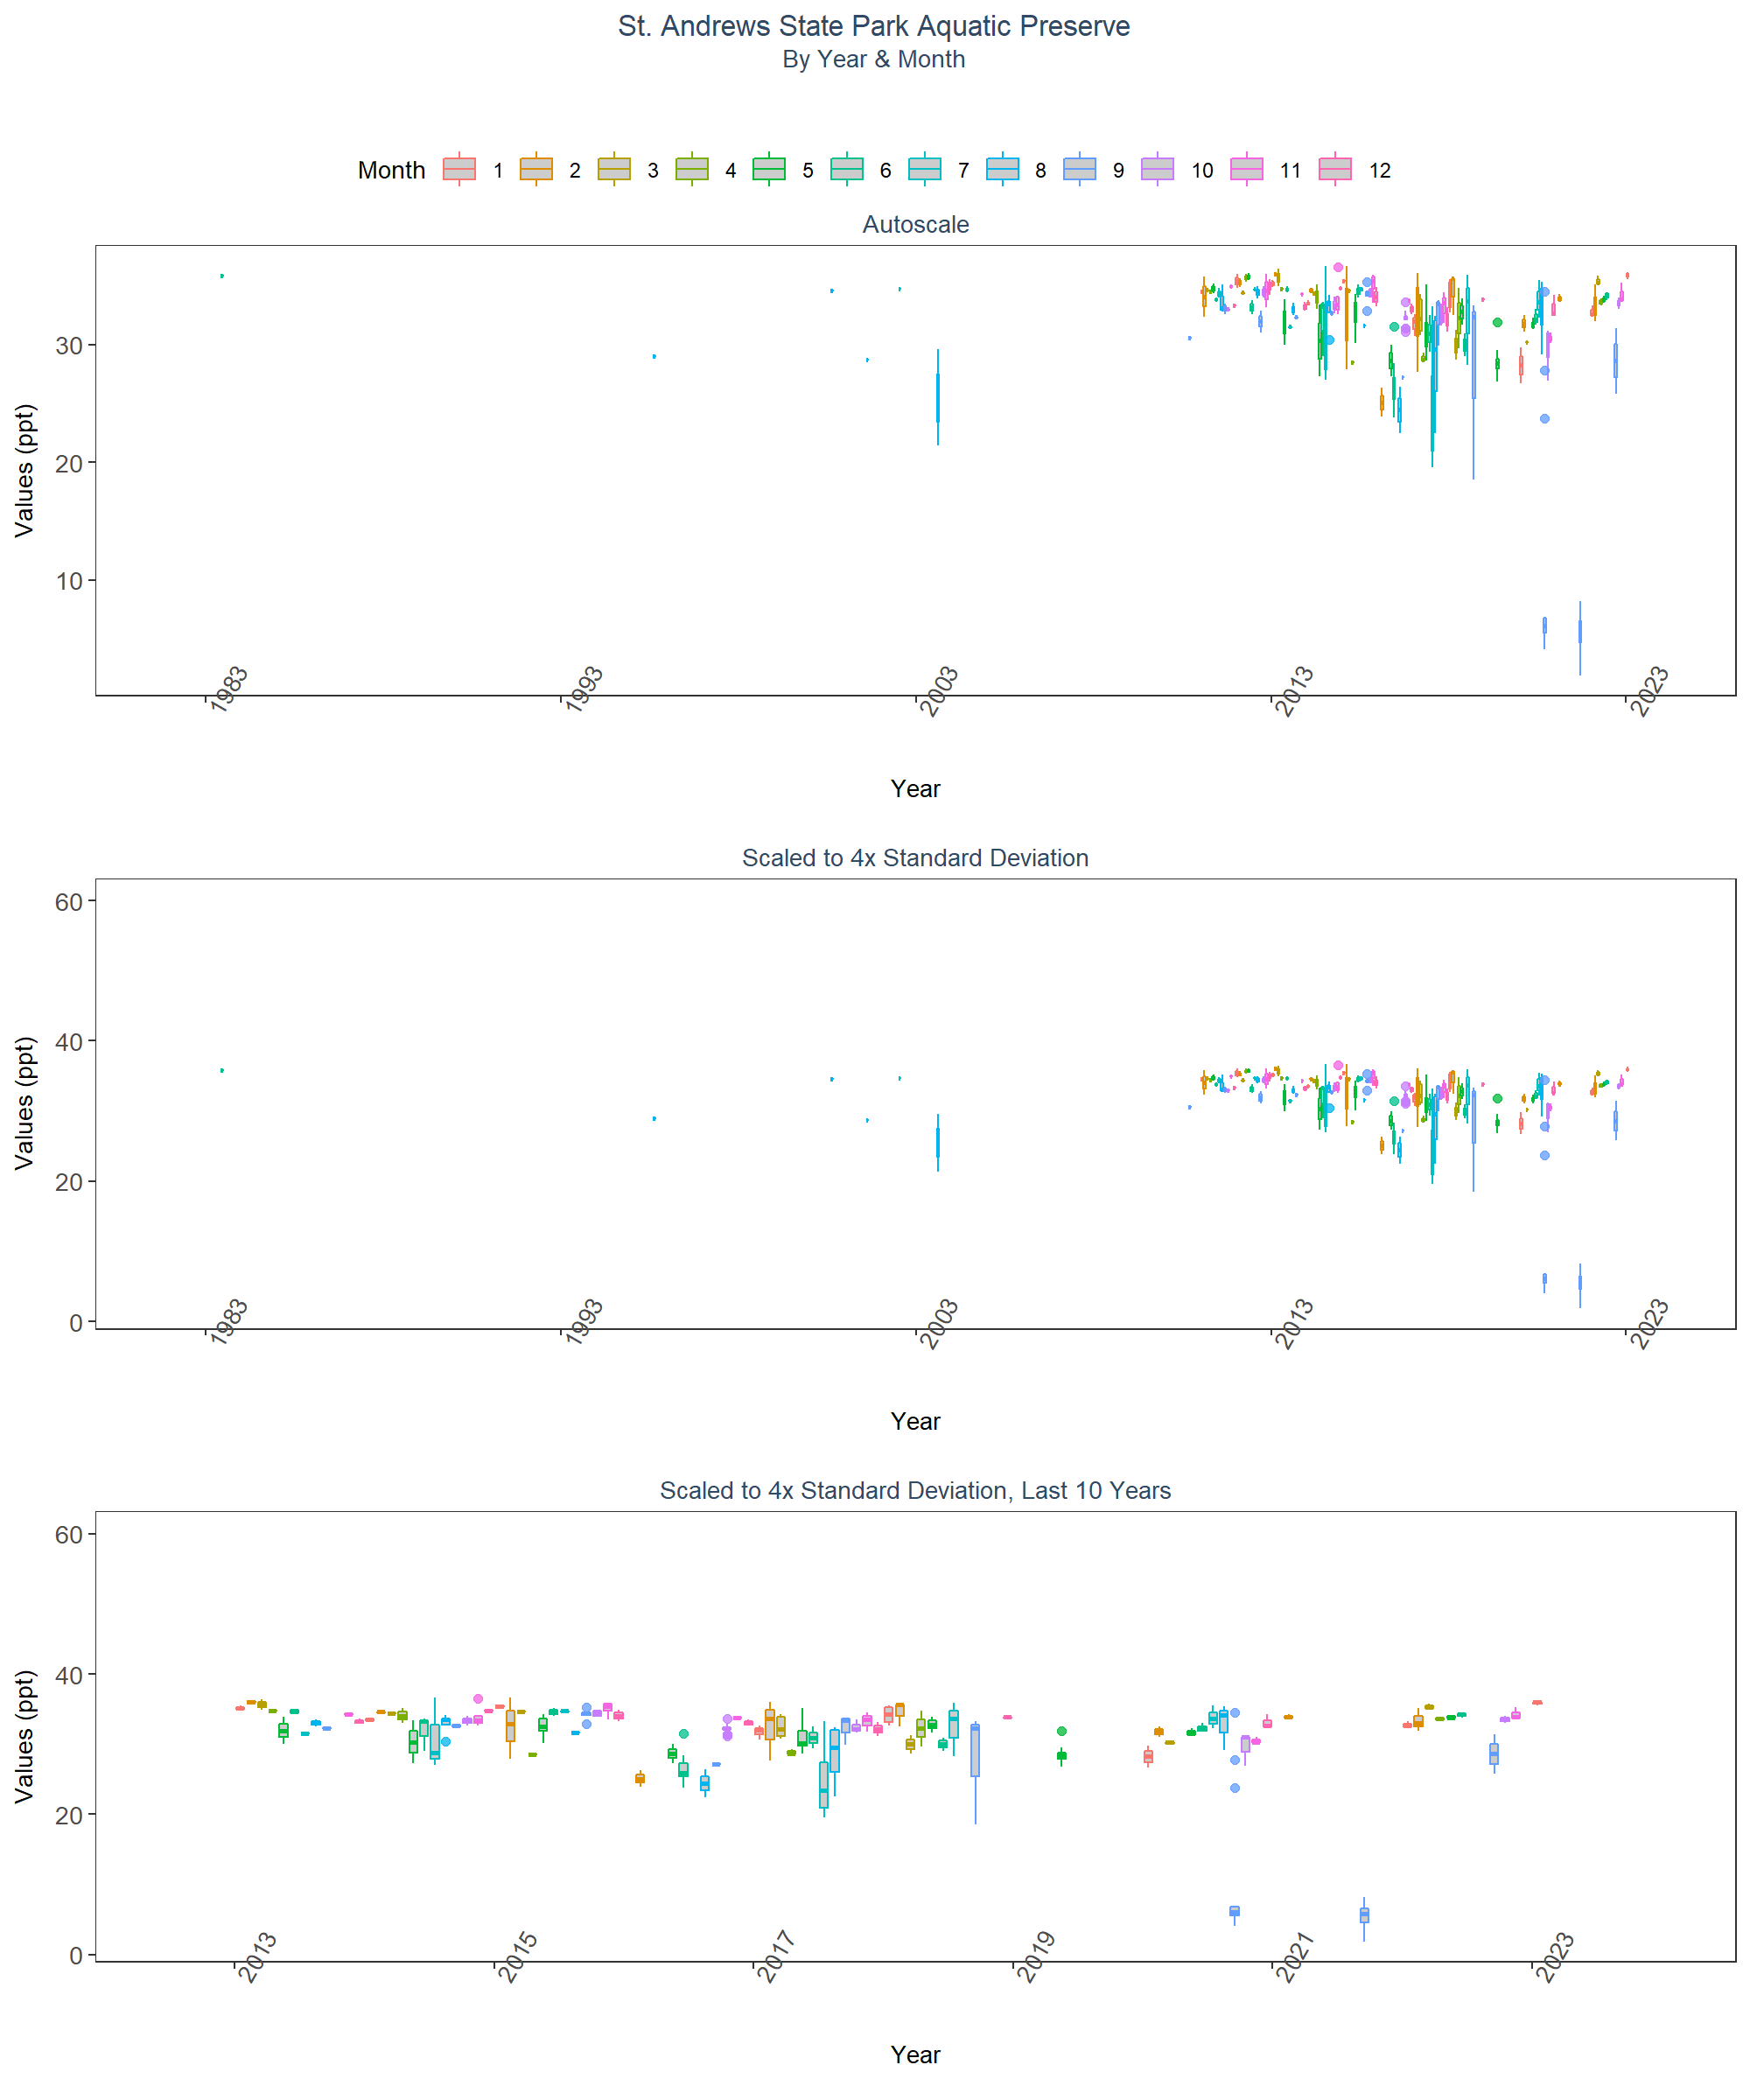 St. Andrews State Park Aquatic Preserve
By Year & Month
Month 1 2 3 4 5 6 7 8 9 10 11 12
Autoscale
Values (ppt)
30
20
10
1983 1993 2003 2013 2023
Year
Scaled to 4x Standard Deviation
Values (ppt)
60
40
20
0
1983 1993 2003 2013 2023
Year
Scaled to 4x Standard Deviation, Last 10 Years
Values (ppt)
60
40
20
0
2013 2015 2017 2019 2021 2023
Year